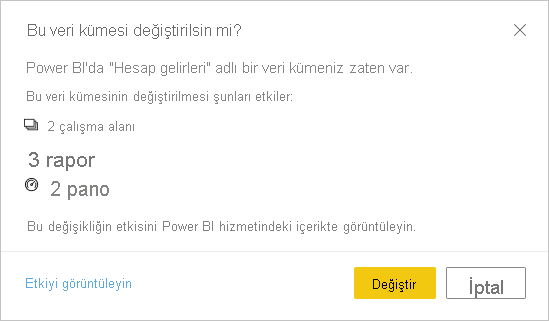 Bu veri kümesi değiştirilsin mi?
Power BI'da "Hesap gelirleri" adlı bir veri kümeniz zaten var.
Bu veri kümesinin değiştirilmesi şunları etkiler:
2 çalışma alanı
3 rapor
2 pano
Bu değişikliğin etkisini Power BI hizmetindeki içerikte görüntüleyin.
Etkiyi görüntüleyin
Değiştir
İptal